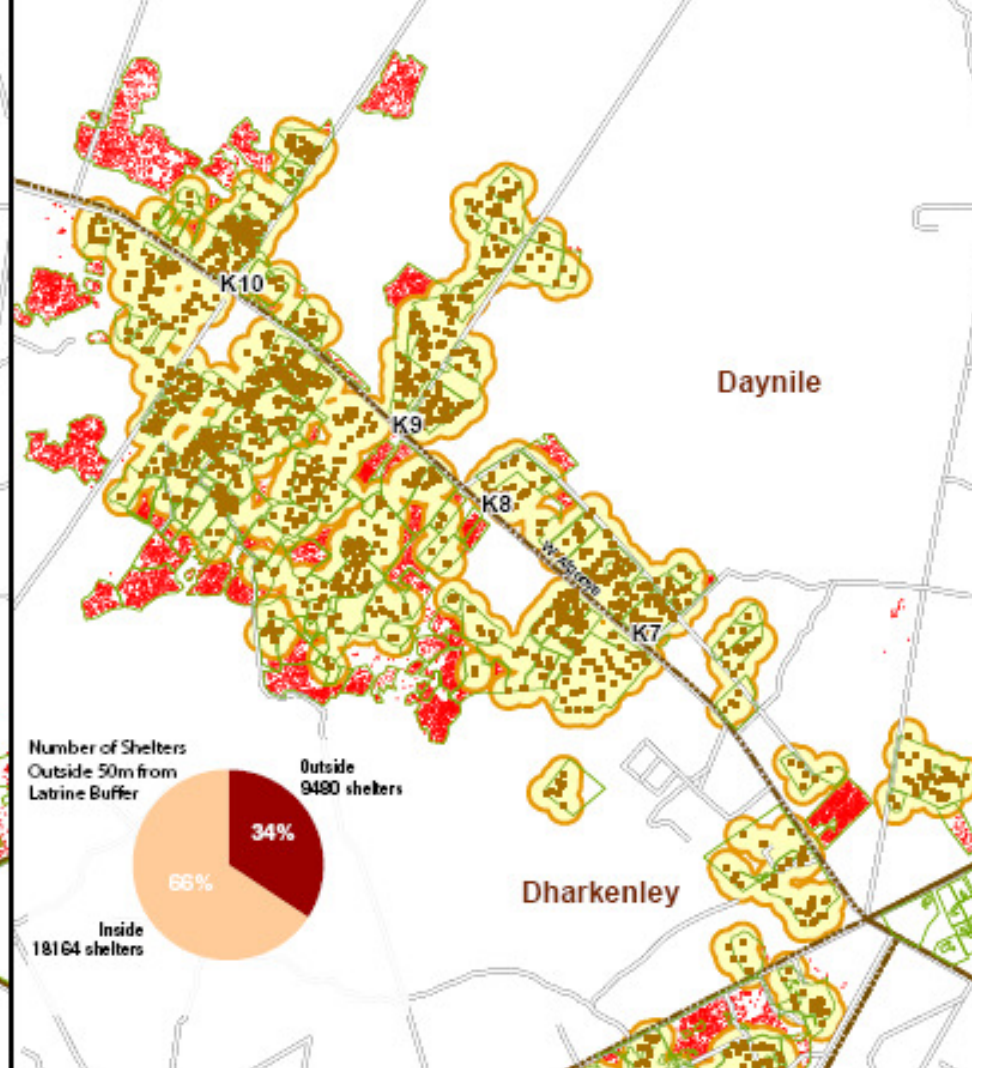 K10
Daynile
K9
K8
K7
Number of Shelters
Outside 50m from
Latrine Buffer
Outside
9480 shelters
34%
66%
Dharkenley
Inside
18164 shelters